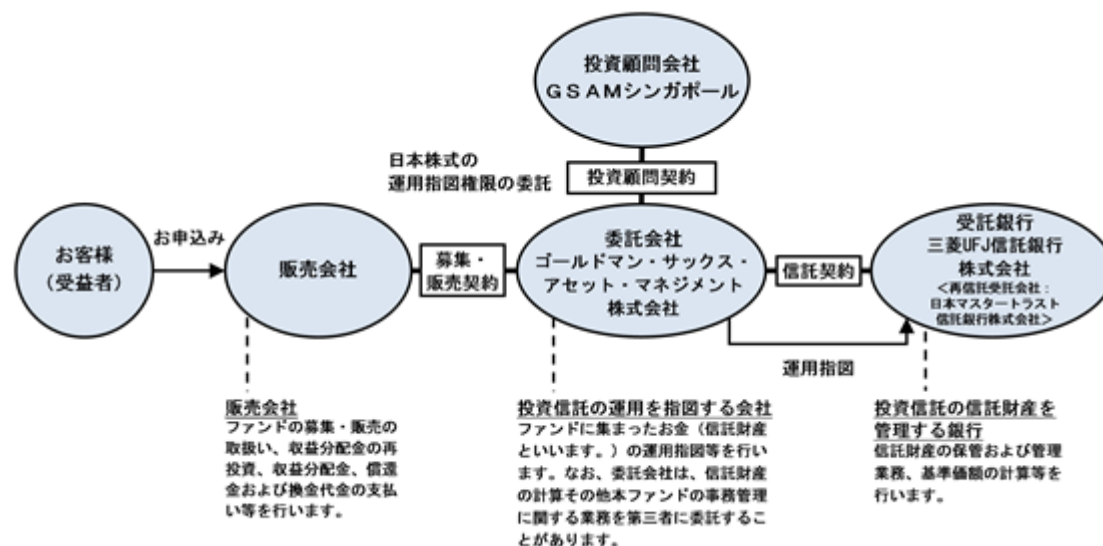 投資顧問会社
GSAMシンガポール
日本株式の
運用指図権限の委託
投資顧問契約
お客様
(受益者)
お申込み
販売会社
募集・
販売契約
委託会社
ゴールドマン・サックス・
アセット・マネジメント
株式会社
信託契約
受託銀行
三菱UFJ信託銀行
株式会社
<再信託受託会社:
日本マスタートラスト
信託銀行株式会社>
運用指図
販売会社
ファンドの募集・販売の
取扱い、収益分配金の再
投資、収益分配金、償還
金および換金代金の支払
い等を行います。
投資信託の運用を指図する会社
ファンドに集まったお金(信託財産
といいます。)の運用指図等を行い
ます。なお、委託会社は、信託財産
の計算その他本ファンドの事務管理
に関する業務を第三者に委託するこ
とがあります。
投資信託の信託財産を
管理する銀行
信託財産の保管および管理
業務、基準価額の計算等を
行います。